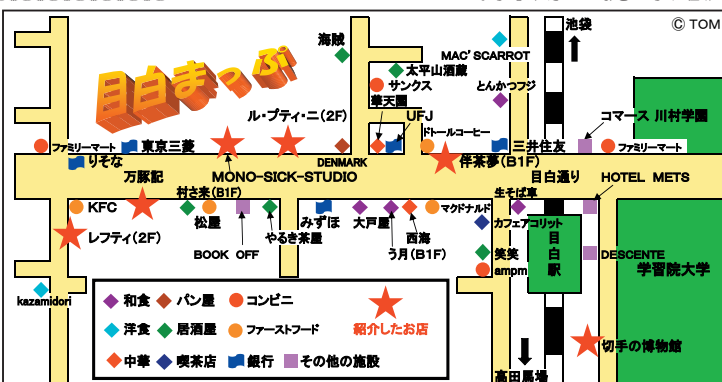 © TOM
池袋
海賊
MAC'SCARROT
目白まっぷ
太平山酒蔵
サンクス
とんかつフジ
華天園
ル・プティ・ニ(2F)
UFJ
コマース 川村学園
ドトールコーヒー
ファミリーマート
東京三菱
三井住友
ファミリーマート
りそな
DENMARK
伴茶夢(B1F)
万豚記
MONO-SICK-STUDIO
目白通り
HOTEL METS
村さ来(B1F)
生そば車
KFC
松屋
みずほ
大戸屋
西海
マクドナルド
カフェアコリット
レフティ(2F)
BOOK OFF
やるき茶屋
う月(B1F)
目白駅
笑笑
DESCENTE
学習院大学
ampm
kazamidori
和食
パン屋
コンビニ
洋食
居酒屋
ファーストフード
紹介したお店
中華
喫茶店
銀行
その他の施設
切手の博物館
高田馬場